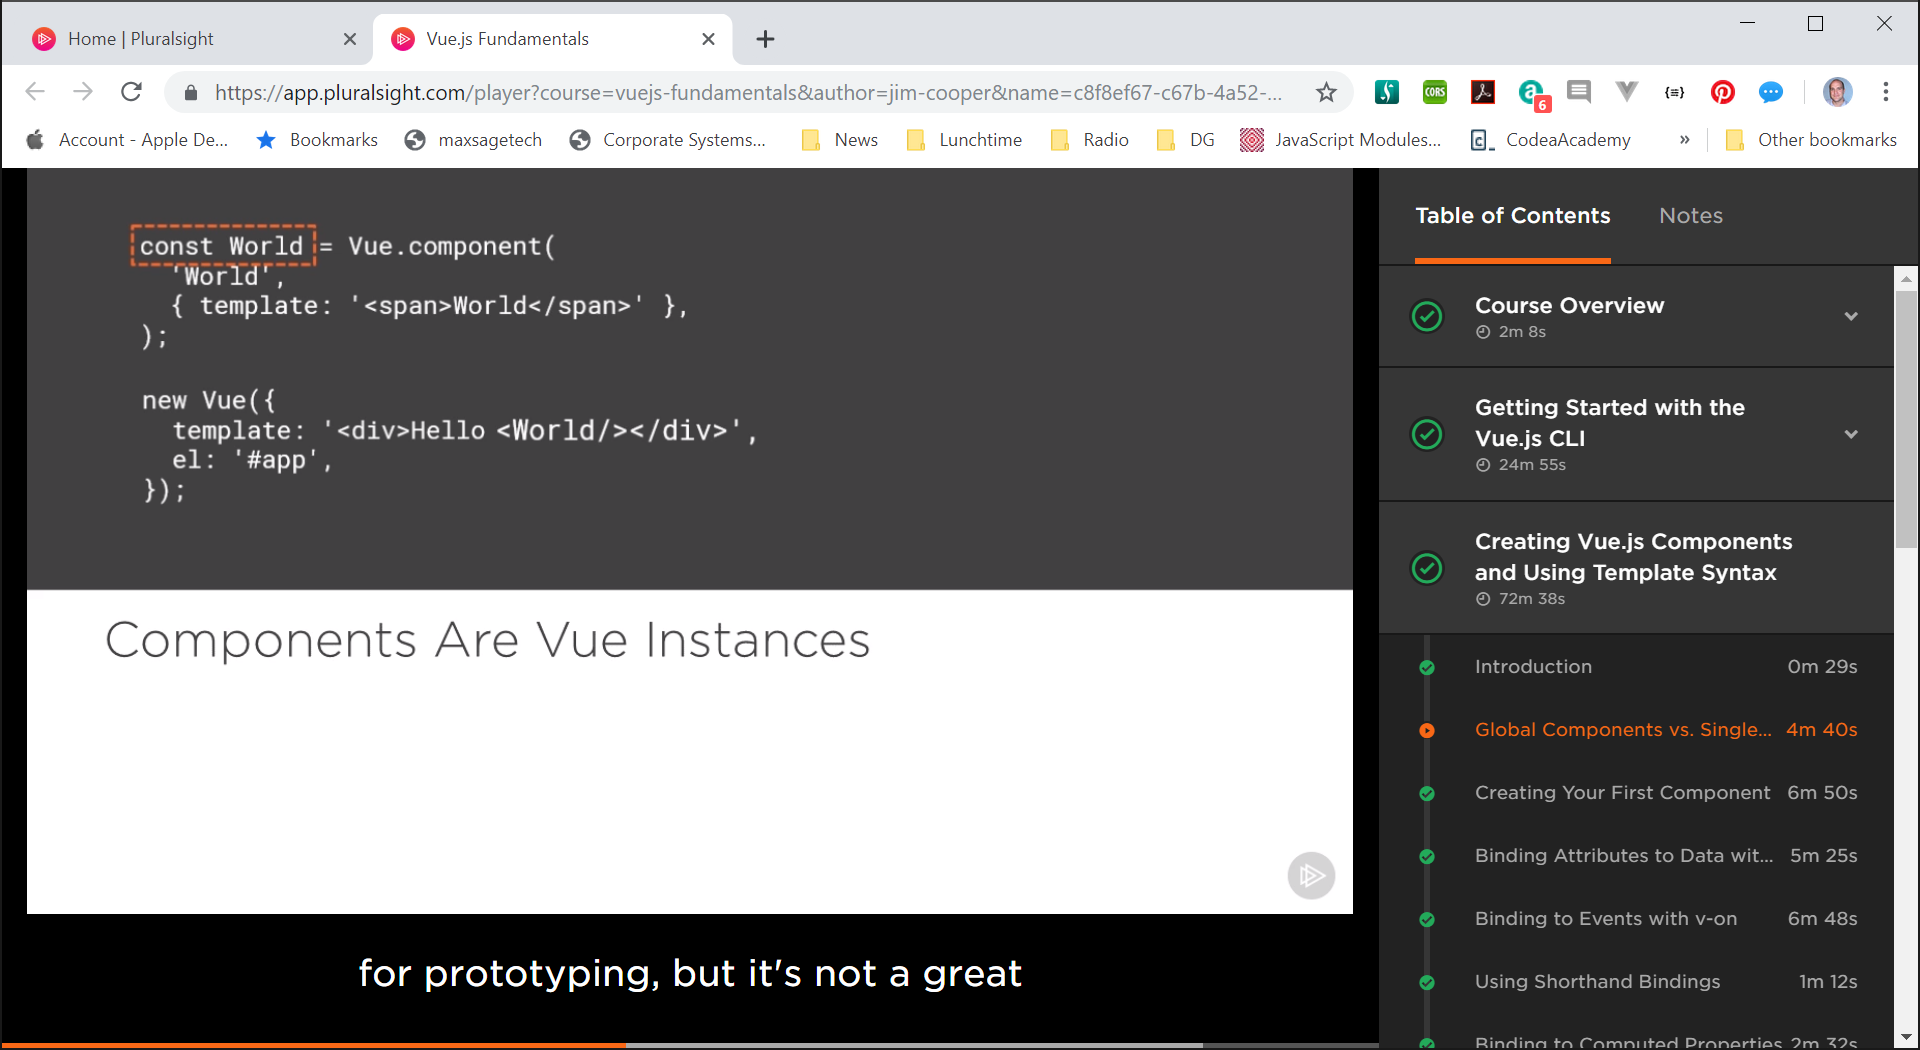 Home | Pluralsight
Vue.js Fundamentals
https://app.pluralsight.com/player?course=vuejs-fundamentals&author=jim-cooper&name=c8f8ef67-c67b-4a52-...
CORS
6
Account - Apple De...
Bookmarks
maxsagetech
Corporate Systems...
News
Lunchtime
Radio
DG
JavaScript Modules...
CodeaAcademy
»
Other bookmarks
const World = Vue.component(
'World',
{ template: '<span>World</span>' },
);
new Vue({
template: '<div>Hello <World/></div>',
el: '#app',
});
Components Are Vue Instances
for prototyping, but it's not a great
Table of Contents
Notes
Course Overview
2m 8s
Getting Started with the
Vue.js CLI
24m 55s
Creating Vue.js Components
and Using Template Syntax
72m 38s
Introduction 0m 29s
Global Components vs. Single... 4m 40s
Creating Your First Component 6m 50s
Binding Attributes to Data wit... 5m 25s
Binding to Events with v-on 6m 48s
Using Shorthand Bindings 1m 12s
Binding to Computed Properties 2m 32s